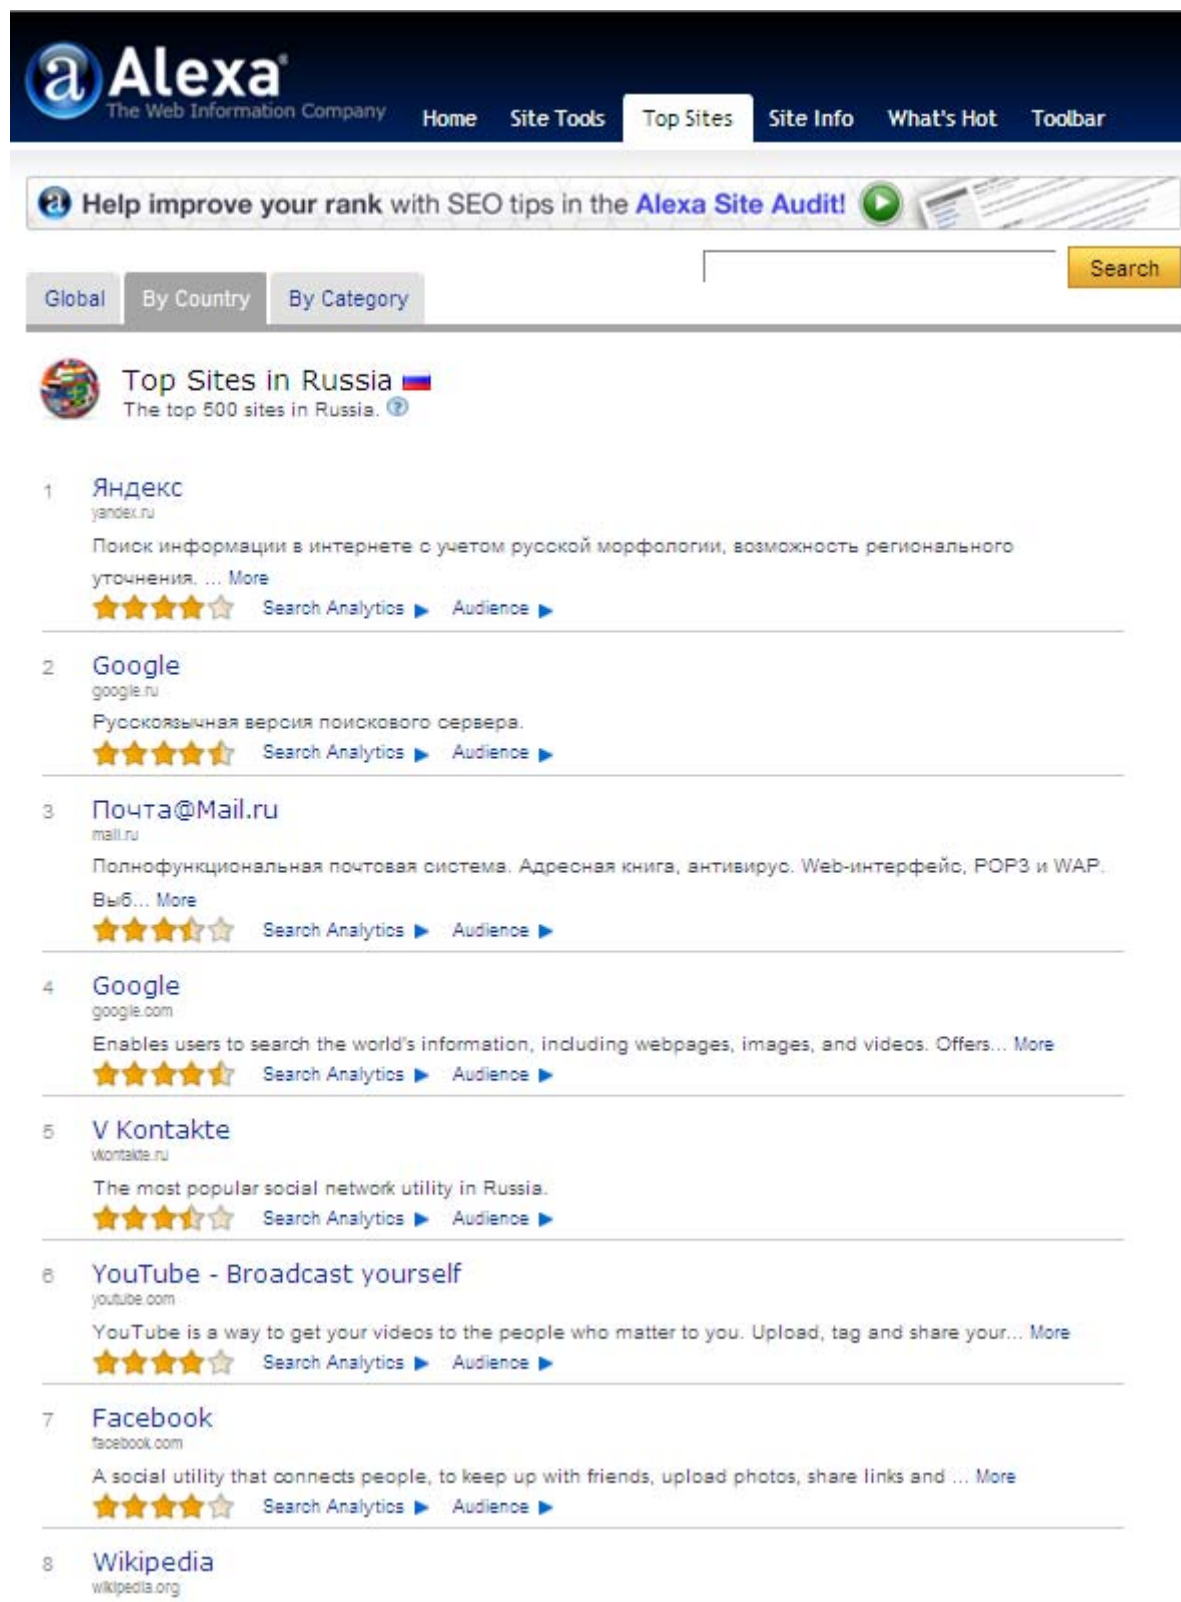 Alexa®
The Web Information Company
Home Site Tools Top Sites Site Info What's Hot Toolbar
Help improve your rank with SEO tips in the Alexa Site Audit!
Search
Global By Country By Category
Top Sites in Russia
The top 500 sites in Russia. ?
1 Яндекс
yandex.ru
Поиск информации в интернете с учетом русской морфологии, возможность регионального
уточнения. ... More
Search Analytics Audience
2 Google
google.ru
Русскоязычная версия поискового сервера.
Search Analytics Audience
3 Почта@Mail.ru
mail.ru
Полнофункциональная почтовая система. Адресная книга, антивирус. Web-интерфейс, POP3 и WAP.
Выб... More
Search Analytics Audience
4 Google
google.com
Enables users to search the world's information, including webpages, images, and videos. Offers... More
Search Analytics Audience
5 V Kontakte
vkontakte.ru
The most popular social network utility in Russia.
Search Analytics Audience
6 YouTube - Broadcast yourself
youtube.com
YouTube is a way to get your videos to the people who matter to you. Upload, tag and share your... More
Search Analytics Audience
7 Facebook
facebook.com
A social utility that connects people, to keep up with friends, upload photos, share links and ... More
Search Analytics Audience
8 Wikipedia
wikipedia.org